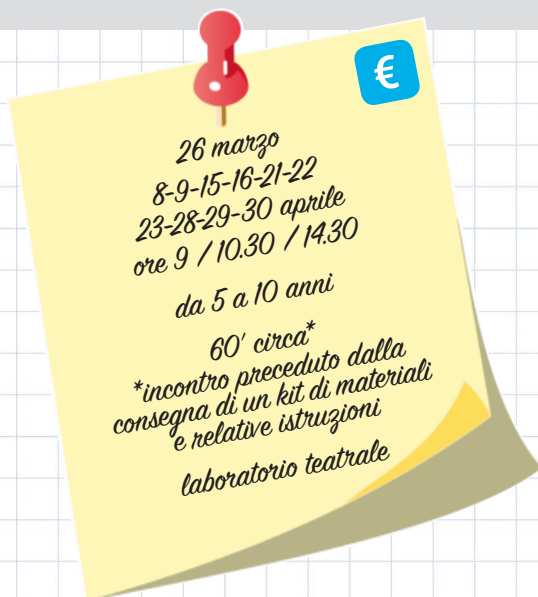 €
26 marzo
8-9-15-16-21-22
23-28-29-30 aprile
ore 9 / 10.30 / 14.30
da 5 a 10 anni
60' circa*
*incontro preceduto dalla
consegna di un kit di materiali
e relative istruzioni
laboratorio teatrale